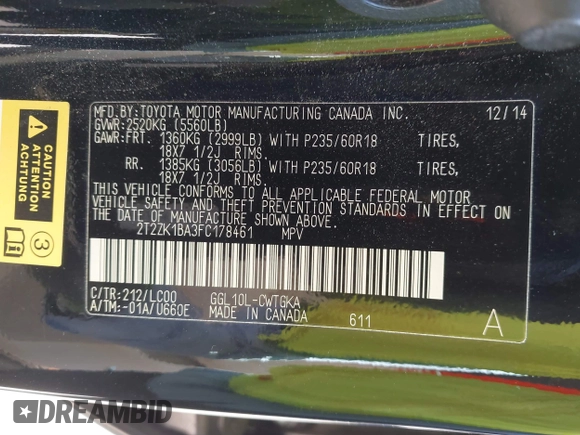 MFD.BY:TOYOTA MOTOR MANUFACTURING CANADA INC. 12/14
GVWR:2520KG (5560LB)
GAWR:FRT. 1360KG (2999LB) WITH P235/60R18 TIRES,
18X7 1/2J RIMS.
RR. 1385KG (3056LB) WITH P235/60R18 TIRES,
18X7 1/2J RIMS.
THIS VEHICLE CONFORMS TO ALL APPLICABLE FEDERAL MOTOR
VEHICLE SAFETY AND THEFT PREVENTION STANDARDS IN EFFECT ON
THE DATE OF MANUFACTURE SHOWN ABOVE.
2T2ZK1BA3FC178461 MPV
C/TR:212/LC00 GGL10L-CWTGKA
A/TM:-01A/U660E MADE IN CANADA 611 A
CAUTION
ATTENTION
ACHTUNG
3
DREAMBID